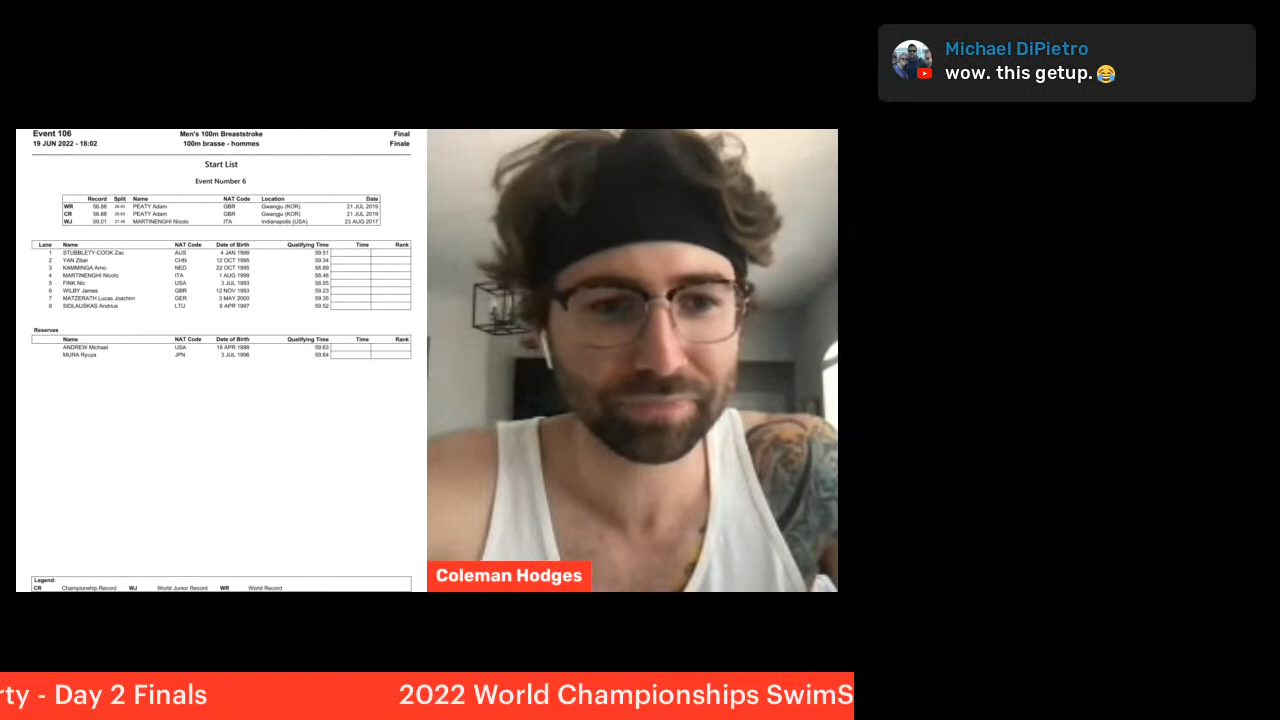 Michael DiPietro
wow. this getup. 😂
Event 106 Men's 100m Breaststroke Final
19 JUN 2022 - 18:02 100m brasse - hommes Finale
Start List
Event Number 6
Record Split Name NAT Code Location Date
WR 56.88 26.63 PEATY Adam GBR Gwangju (KOR) 21 JUL 2019
CR 56.88 26.63 PEATY Adam GBR Gwangju (KOR) 21 JUL 2019
WJ 59.01 MARTINENGHI Nicolo ITA Indianapolis (USA) 23 AUG 2017
Lane Name NAT Code Date of Birth Qualifying Time Time Rank
1 STUBBLETY-COOK Zac AUS 4 JAN 1999 59.51
2 YAN Zibei CHN 12 OCT 1995 59.34
3 KAMMINGA Arno NED 22 OCT 1995 58.89
4 MARTINENGHI Nicolo ITA 1 AUG 1999 58.46
5 FINK Nic USA 3 JUL 1993 58.55
6 WILBY James GBR 12 NOV 1993 59.23
7 MATZERATH Lucas Joachim GER 3 MAY 2000 59.35
8 SIDLAUSKAS Andrius LTU 6 APR 1997 59.52
Reserves
Name NAT Code Date of Birth Qualifying Time Time Rank
ANDREW Michael USA 18 APR 1999 59.63
MURA Ryuya JPN 3 JUL 1996 59.64
Legend:
CR Championship Record WJ World Junior Record WR World Record
Coleman Hodges
rty - Day 2 Finals 2022 World Championships SwimS